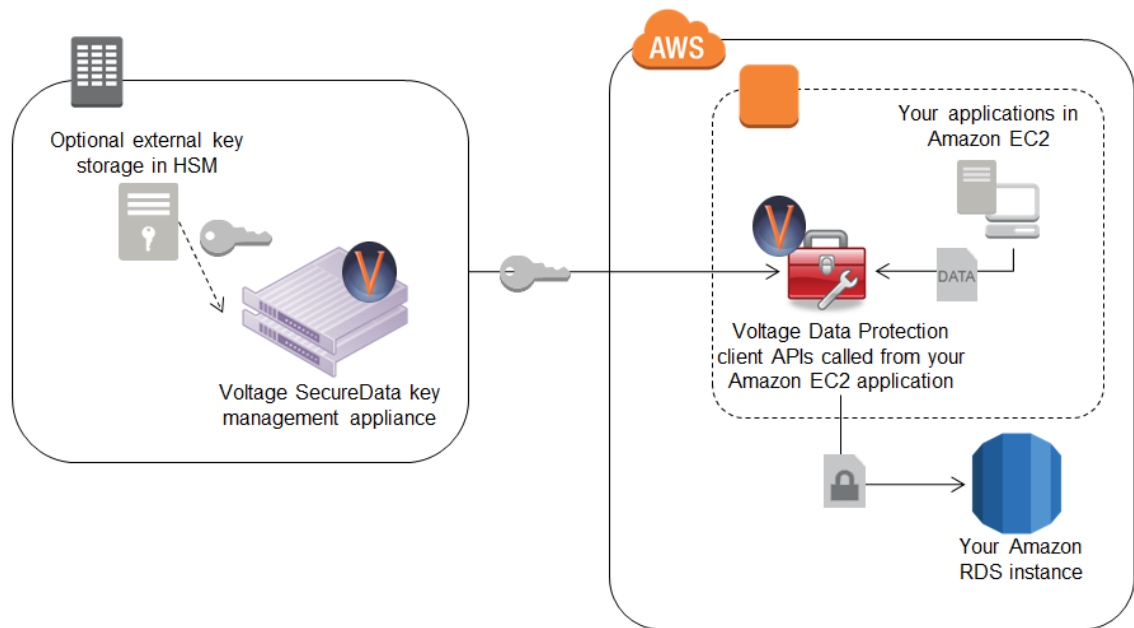 AWS
Optional external key
storage in HSM
V
Voltage SecureData key
management appliance
Your applications in
Amazon EC2
V
DATA
Voltage Data Protection
client APIs called from your
Amazon EC2 application
Your Amazon
RDS instance